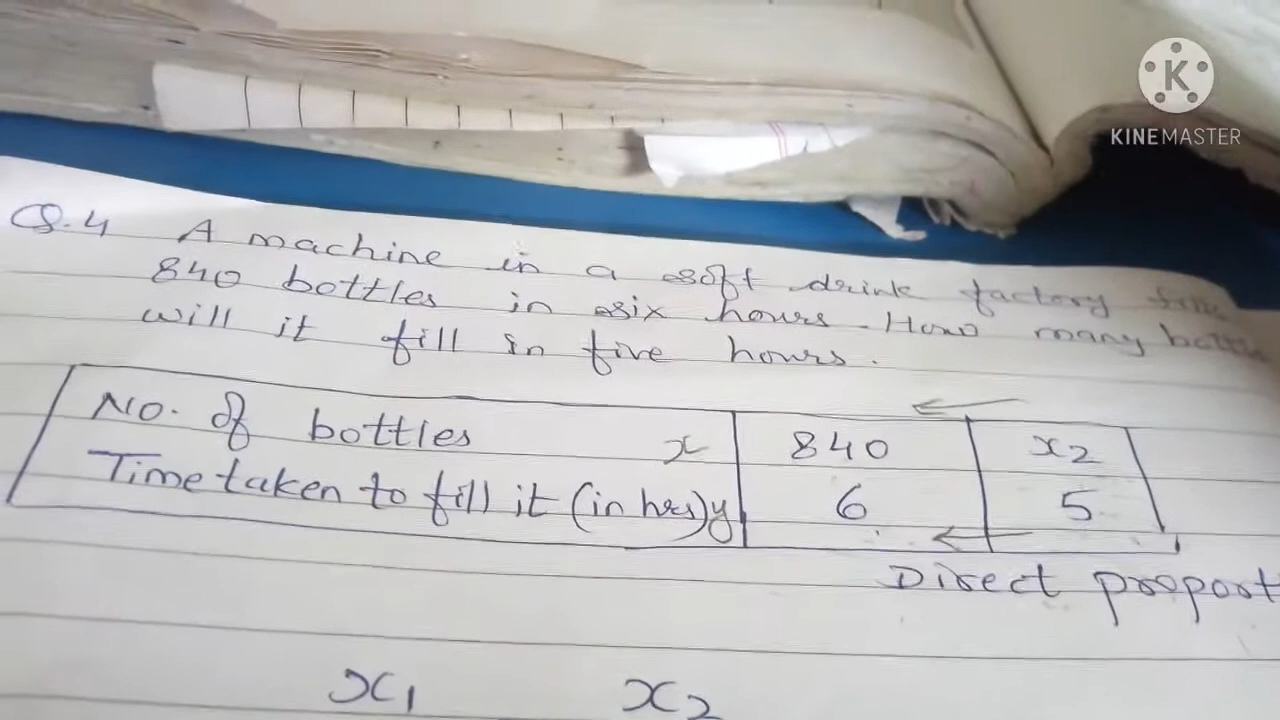 K
KINEMASTER
Q.4 A machine in a soft drink factory
840 bottles in six hours. How many
will it fill in five hours.
No. of bottles x 840 x2
Time taken to fill it (in hrs) y 6 5
Direct proport
x1 x2